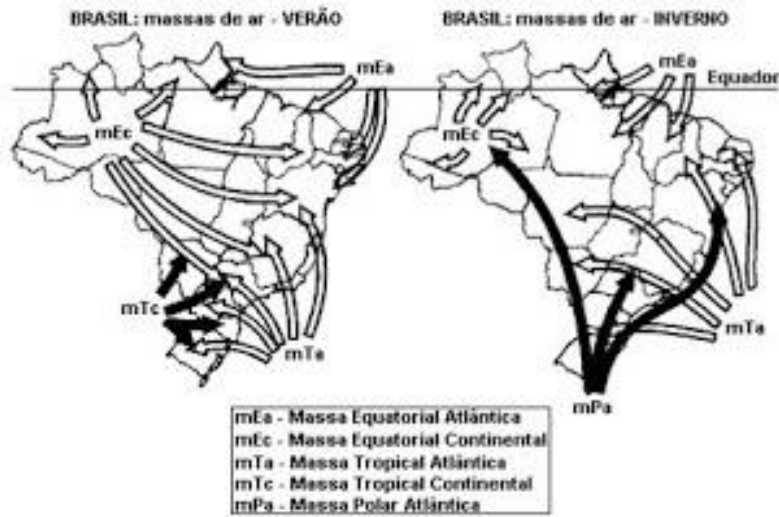 BRASIL: massas de ar - VERÃO
BRASIL: massas de ar - INVERNO
mEa
mEa
Equador
mEc
mEc
mTc
mTa
mTa
mPa
mEa - Massa Equatorial Atlântica
mEc - Massa Equatorial Continental
mTa - Massa Tropical Atlântica
mTc - Massa Tropical Continental
mPa - Massa Polar Atlântica